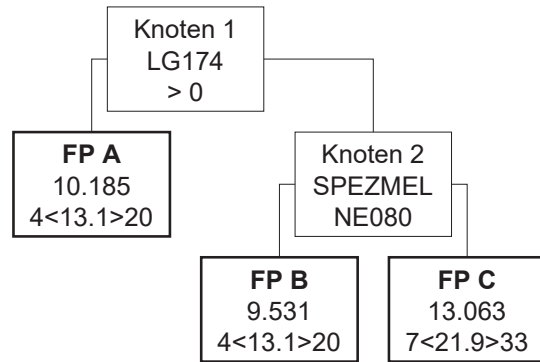 Knoten 1
LG174
> 0
FP A
10.185
4<13.1>20
Knoten 2
SPEZMEL
NE080
FP B
9.531
4<13.1>20
FP C
13.063
7<21.9>33